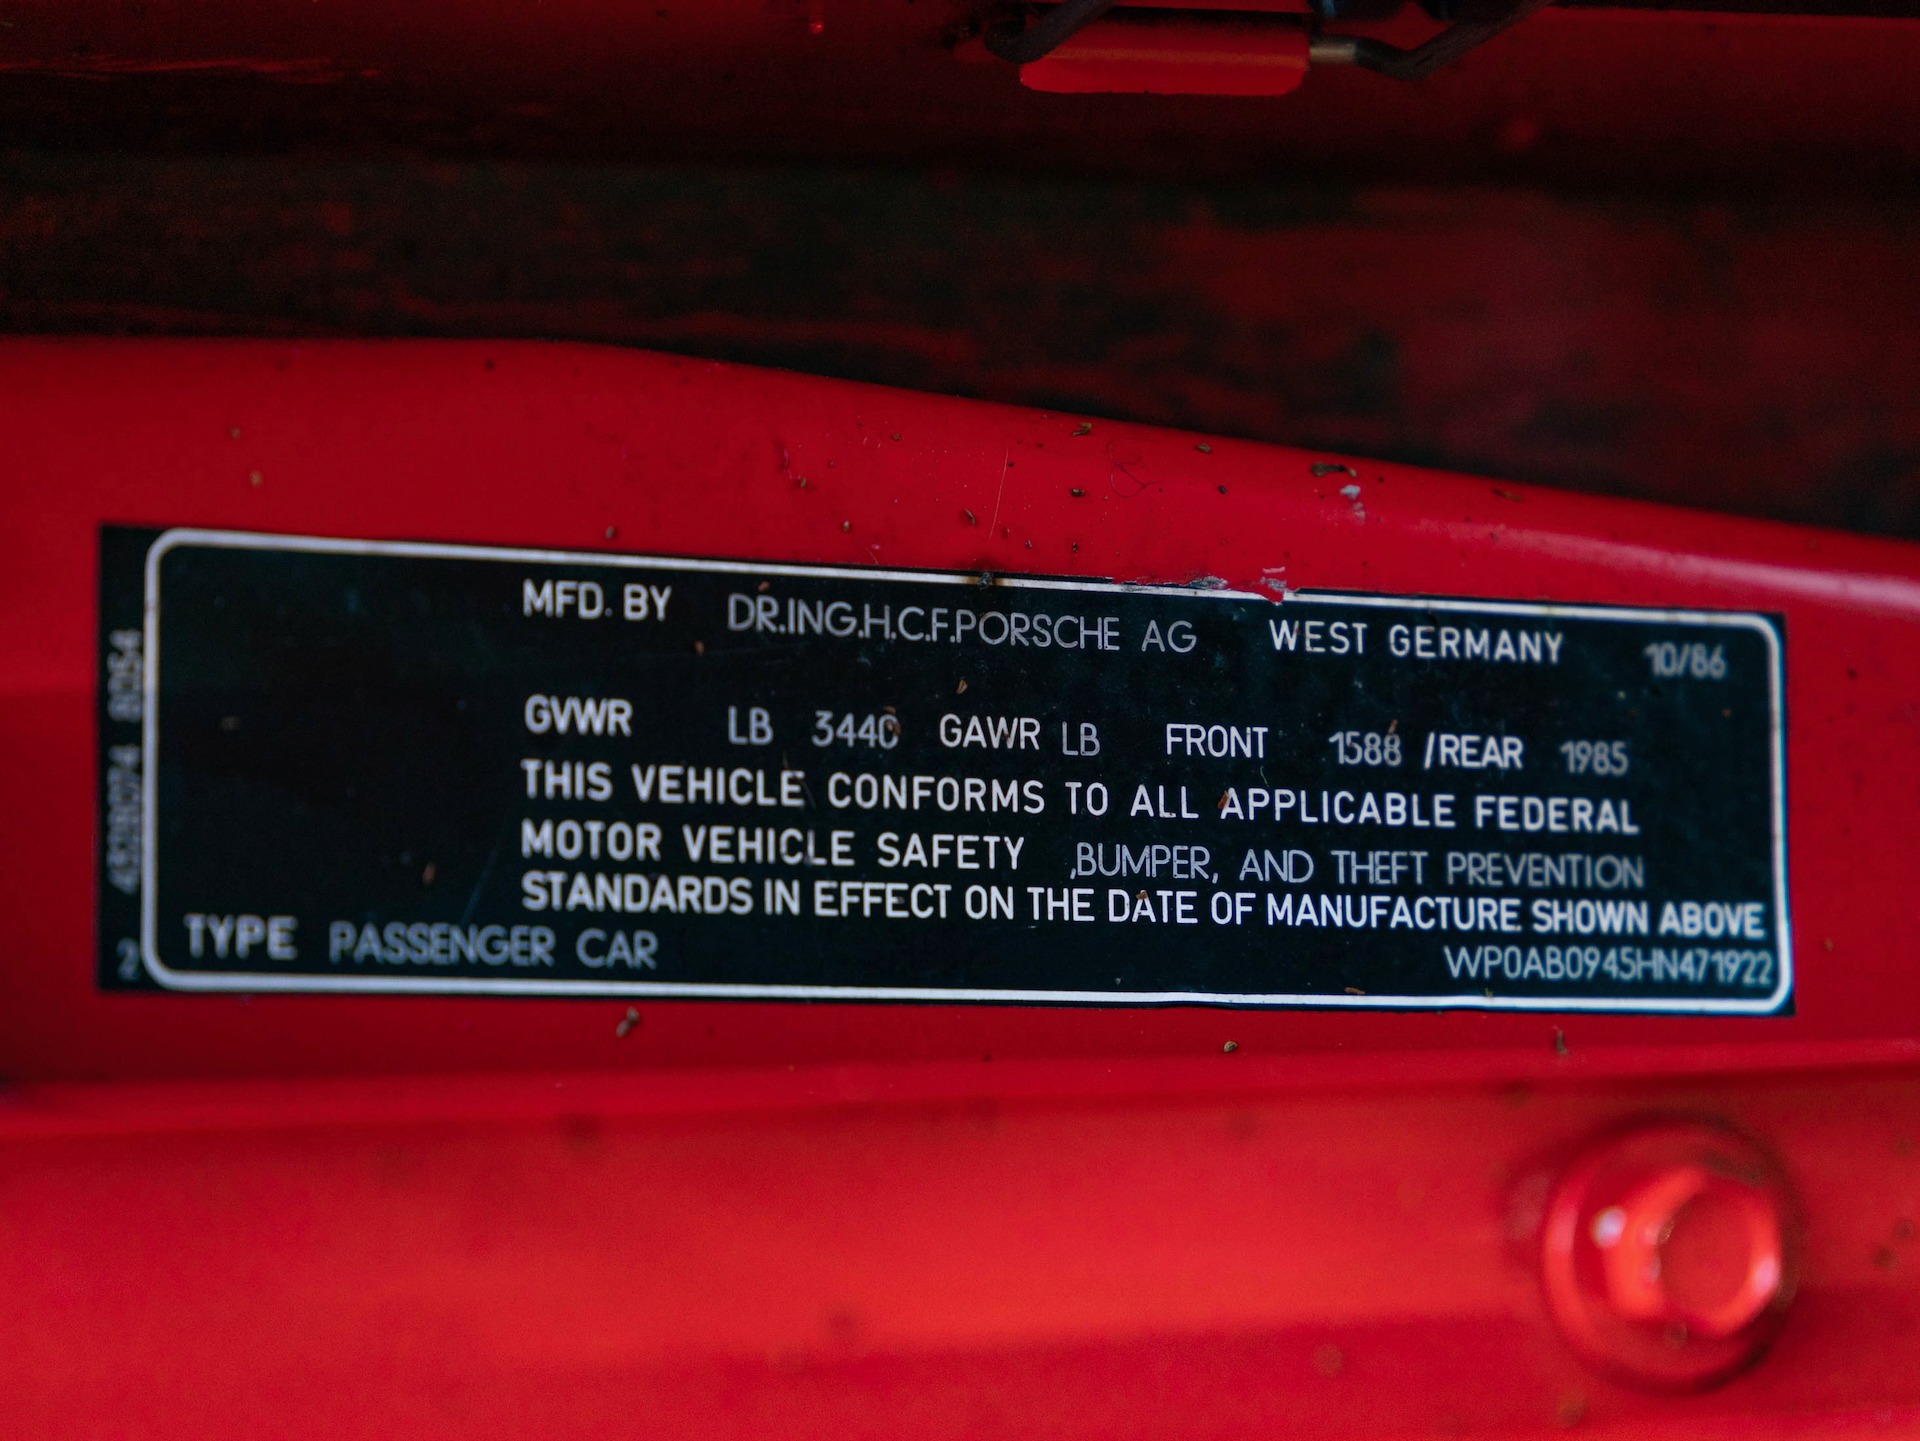 MFD. BY DR.ING.H.C.F.PORSCHE AG WEST GERMANY 10/86
GVWR LB 3440 GAWR LB FRONT 1588 /REAR 1985
THIS VEHICLE CONFORMS TO ALL APPLICABLE FEDERAL
MOTOR VEHICLE SAFETY ,BUMPER, AND THEFT PREVENTION
STANDARDS IN EFFECT ON THE DATE OF MANUFACTURE SHOWN ABOVE
TYPE PASSENGER CAR WP0AB0945HN471922
2